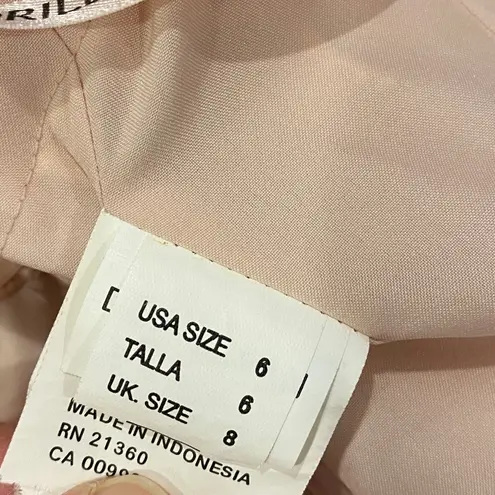 [ USA SIZE 6
TALLA 6
UK. SIZE 8
MADE IN INDONESIA
RN 21360